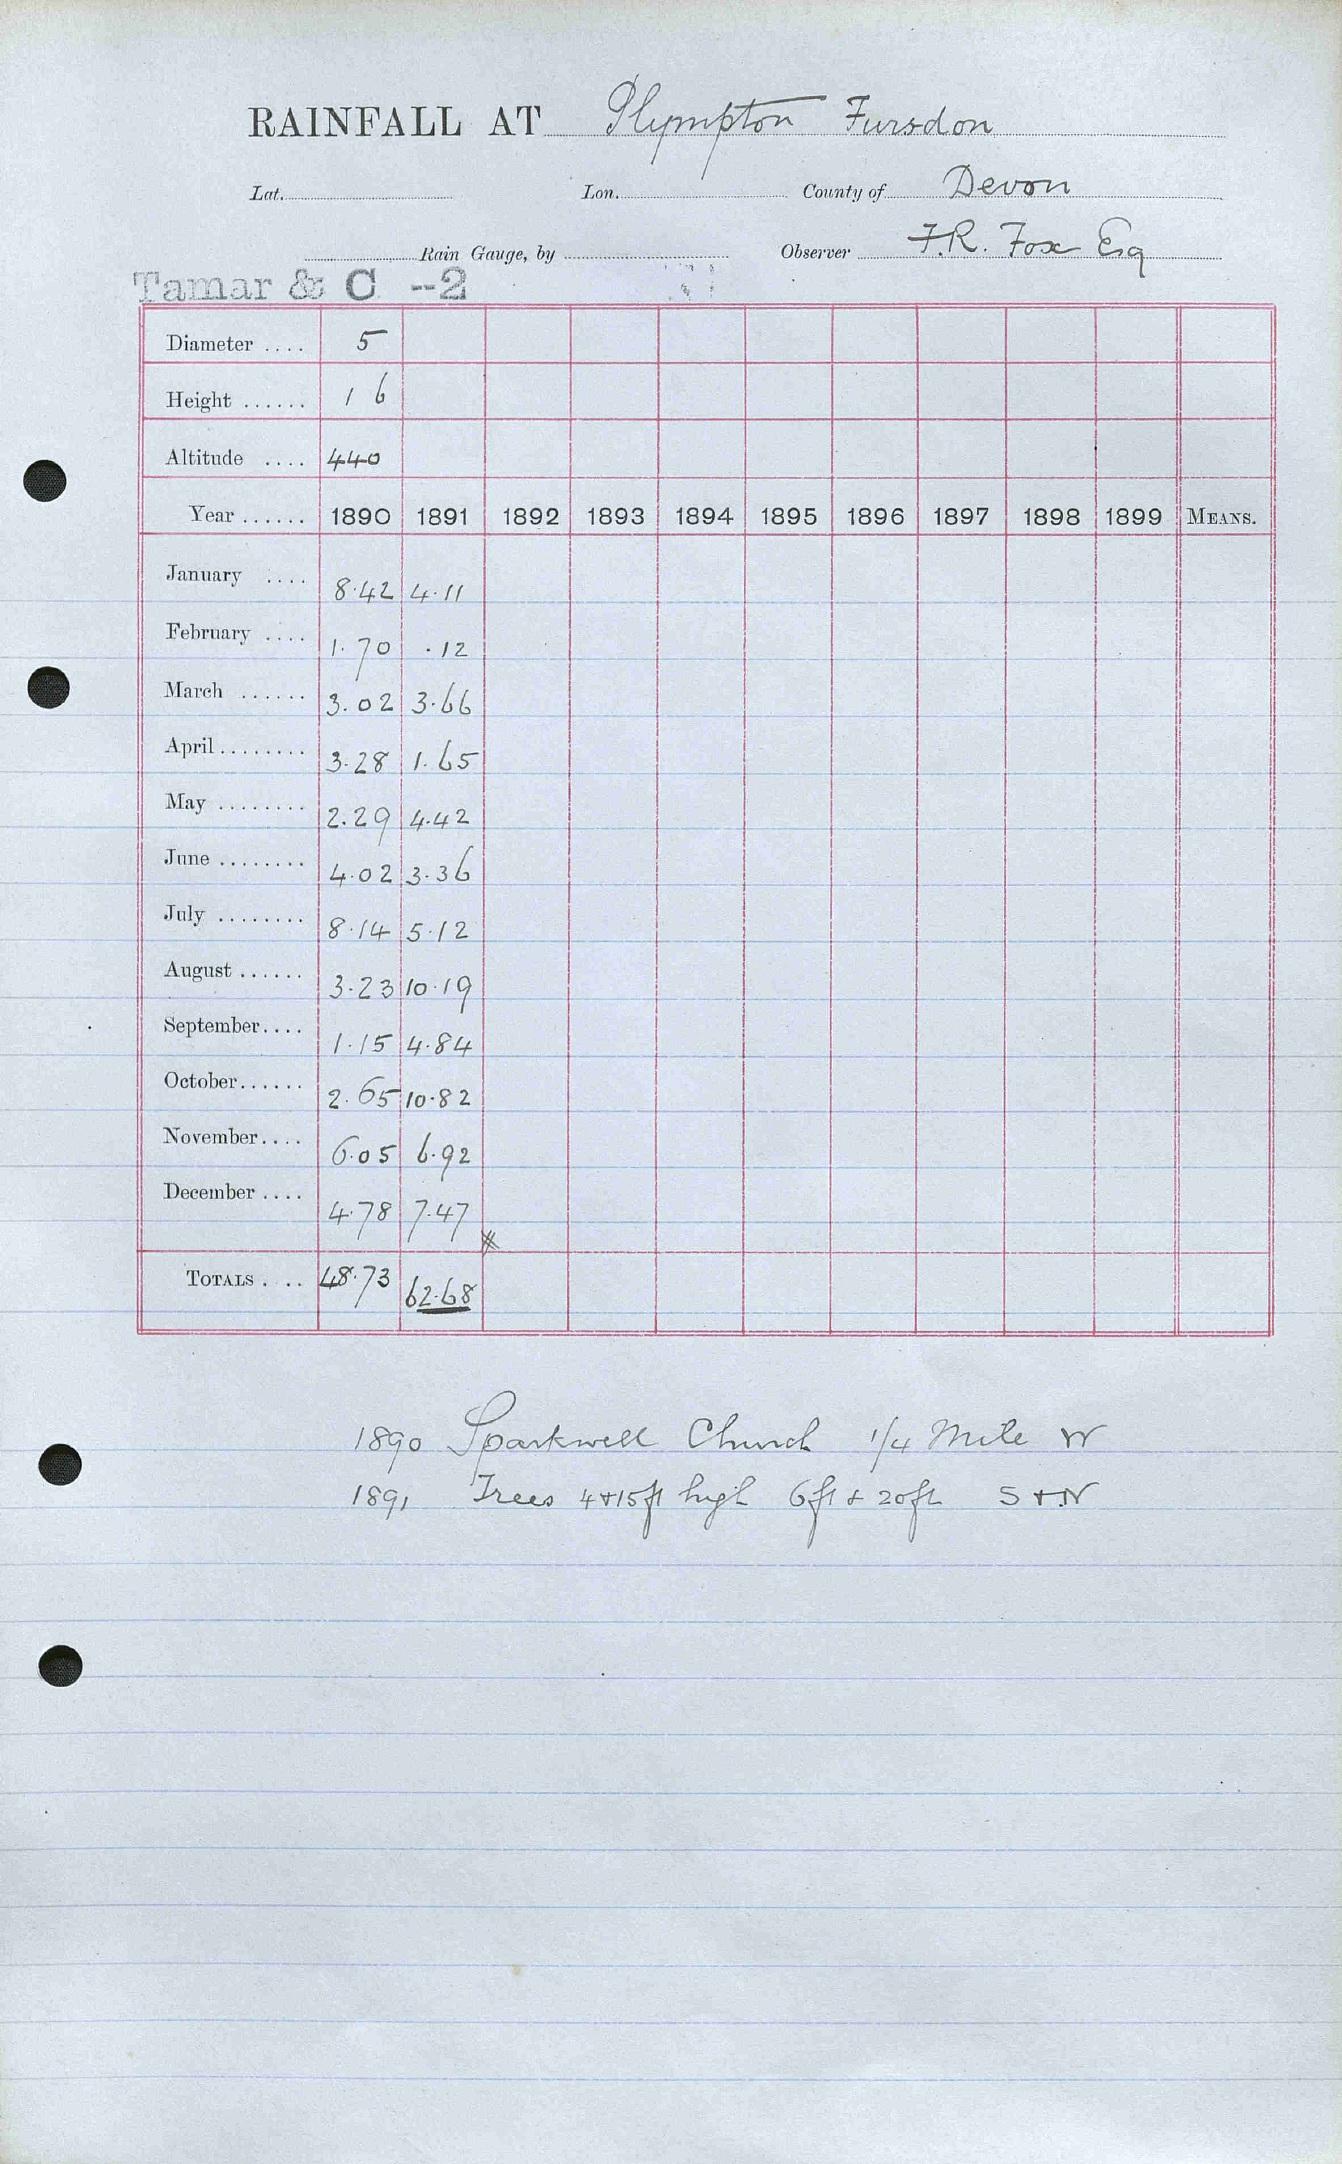 RAINFALL AT Plympton Fursdon
Lat. Lon. County of Devon
Rain Gauge, by Observer F.R. Fox Esq
Tamar & C --2
Diameter .... 5
Height ...... 1 6
Altitude .... 440
Year ...... 1890 1891 1892 1893 1894 1895 1896 1897 1898 1899 MEANS.
January .... 8.42 4.11
February .... 1.70 .12
March ...... 3.02 3.66
April ........ 3.28 1.65
May ........ 2.29 4.42
June ........ 4.02 3.36
July ........ 8.14 5.12
August ...... 3.23 10.19
September.... 1.15 4.84
October...... 2.65 10.82
November.... 6.05 6.92
December .... 4.78 7.47
TOTALS .... 48.73 62.68
1890 Sparkwell Church 1/4 Mile W
1891 Trees 4 & 15 ft high 6ft & 20ft S & N